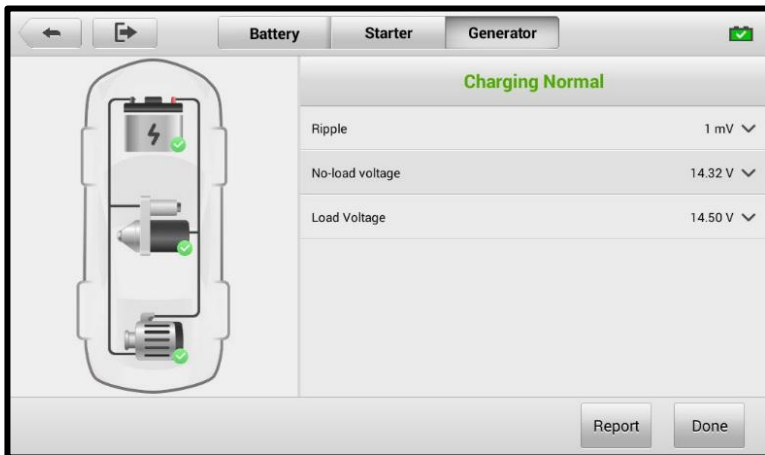 Battery Starter Generator
Charging Normal
Ripple 1 mV
No-load voltage 14.32 V
Load Voltage 14.50 V
Report Done